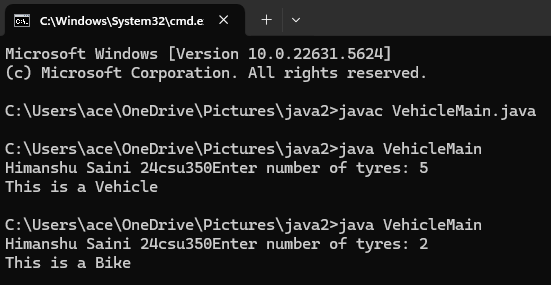 C:\Windows\System32\cmd.e
Microsoft Windows [Version 10.0.22631.5624]
(c) Microsoft Corporation. All rights reserved.
C:\Users\ace\OneDrive\Pictures\java2>javac VehicleMain.java
C:\Users\ace\OneDrive\Pictures\java2>java VehicleMain
Himanshu Saini 24csu350Enter number of tyres: 5
This is a Vehicle
C:\Users\ace\OneDrive\Pictures\java2>java VehicleMain
Himanshu Saini 24csu350Enter number of tyres: 2
This is a Bike